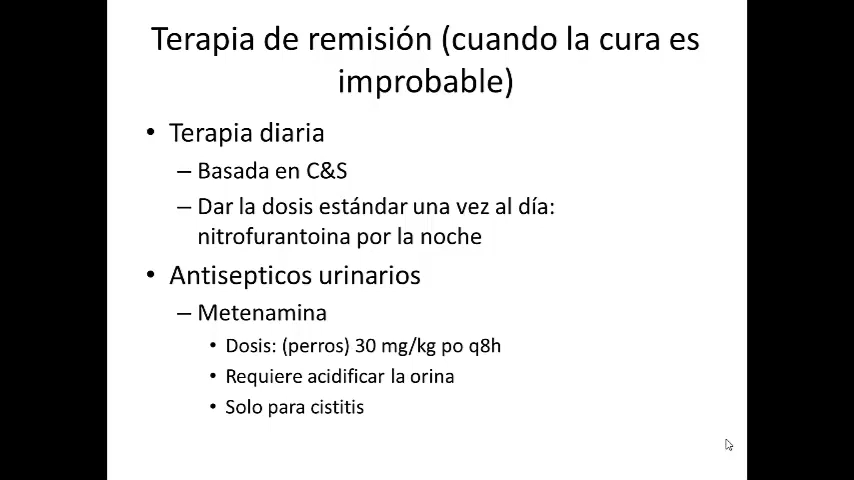 Terapia de remisión (cuando la cura es
improbable)
• Terapia diaria
– Basada en C&S
– Dar la dosis estándar una vez al día:
nitrofurantoina por la noche
• Antisepticos urinarios
– Metenamina
• Dosis: (perros) 30 mg/kg po q8h
• Requiere acidificar la orina
• Solo para cistitis